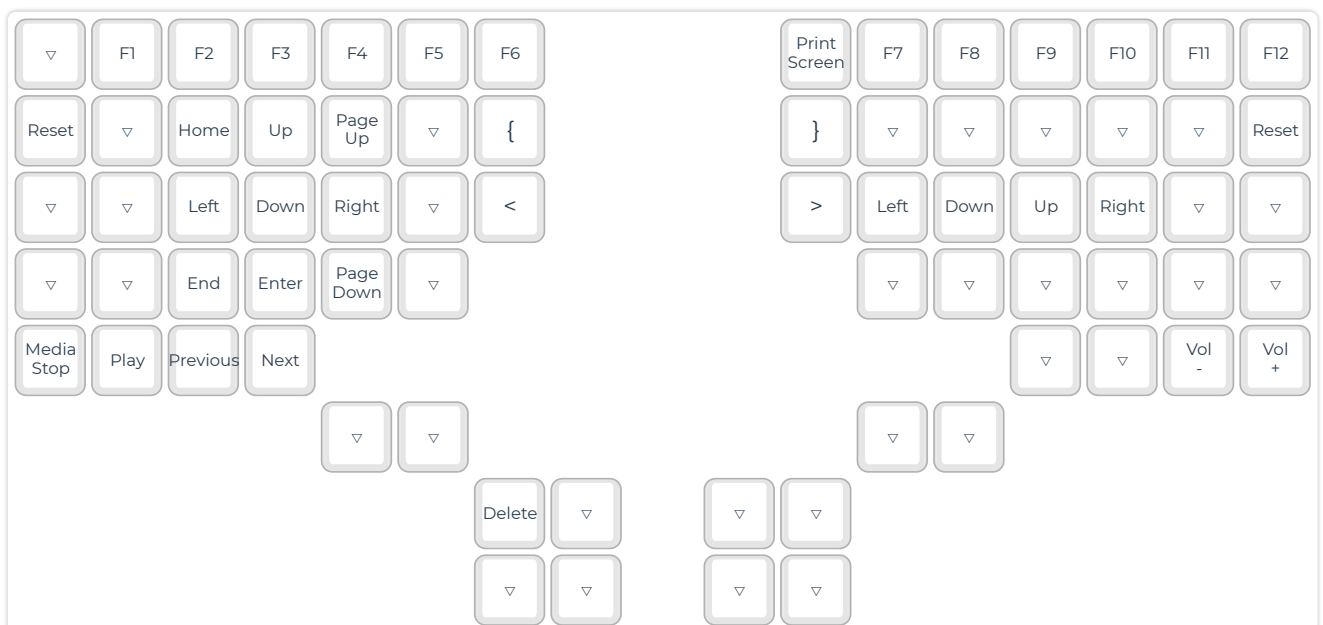 ▽ F1 F2 F3 F4 F5 F6 Print Screen F7 F8 F9 F10 F11 F12
Reset ▽ Home Up Page Up ▽ { } ▽ ▽ ▽ ▽ ▽ Reset
▽ ▽ Left Down Right ▽ < > Left Down Up Right ▽ ▽
▽ ▽ End Enter Page Down ▽ ▽ ▽ ▽ ▽ ▽ ▽
Media Stop Play Previous Next ▽ ▽ Vol - Vol +
▽ ▽ ▽ ▽
Delete ▽ ▽ ▽
▽ ▽ ▽ ▽